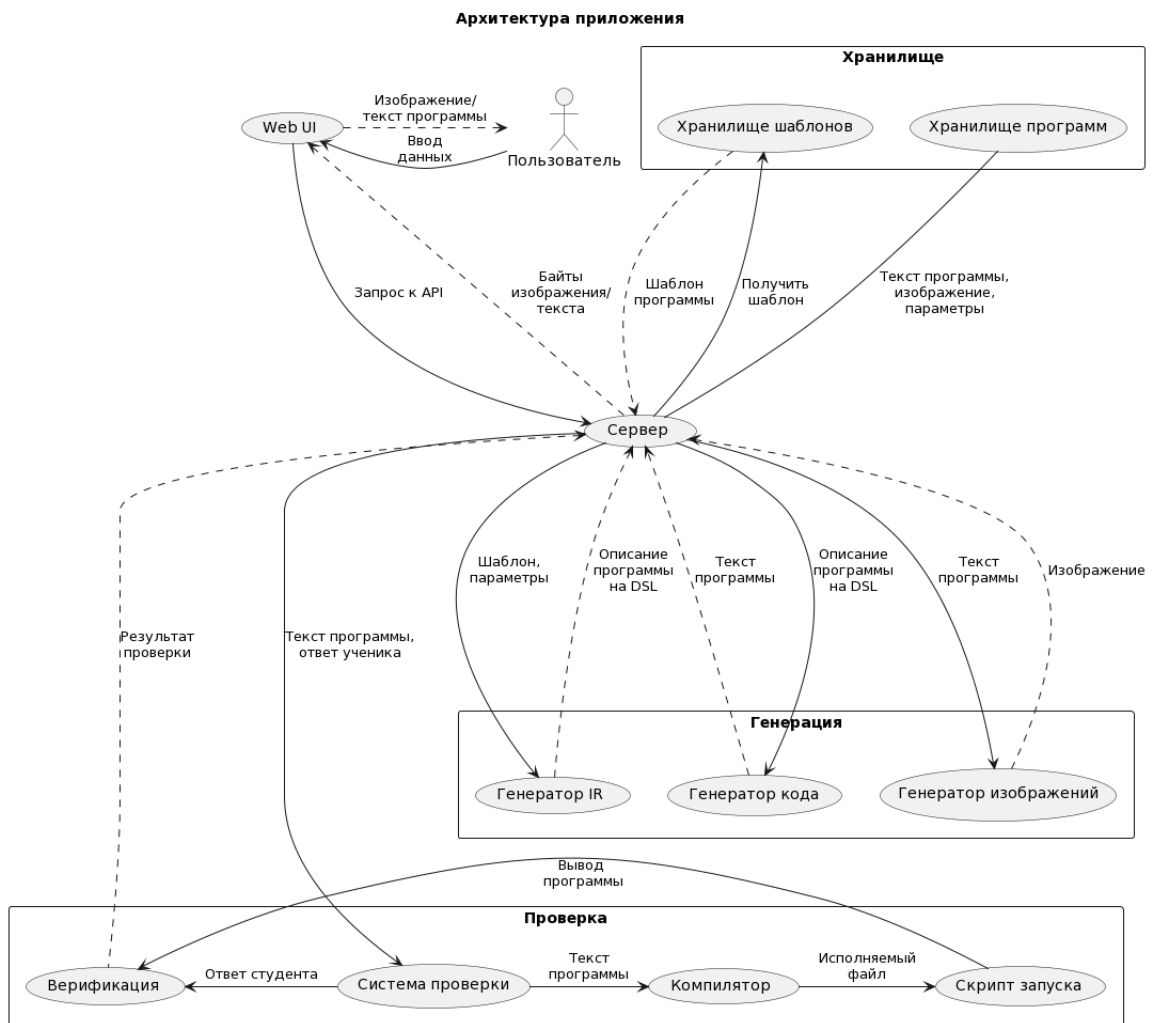 Архитектура приложения
Хранилище
Изображение/
текст программы
Web UI
Хранилище шаблонов
Хранилище программ
Ввод
данных
Пользователь
Запрос к API
Байты
изображения/
текста
Шаблон
программы
Получить
шаблон
Текст программы,
изображение,
параметры
Сервер
Шаблон,
параметры
Описание
программы
на DSL
Текст
программы
Описание
программы
на DSL
Текст
программы
Изображение
Результат
проверки
Текст программы,
ответ ученика
Генерация
Генератор IR
Генератор кода
Генератор изображений
Вывод
программы
Проверка
Верификация
Ответ студента
Система проверки
Текст
программы
Компилятор
Исполняемый
файл
Скрипт запуска